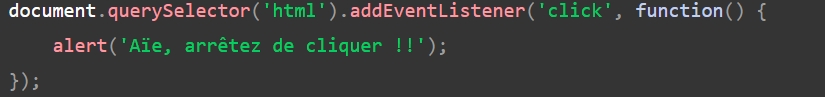 document.querySelector('html').addEventListener('click', function() {
    alert('Aïe, arrêtez de cliquer !!');
});